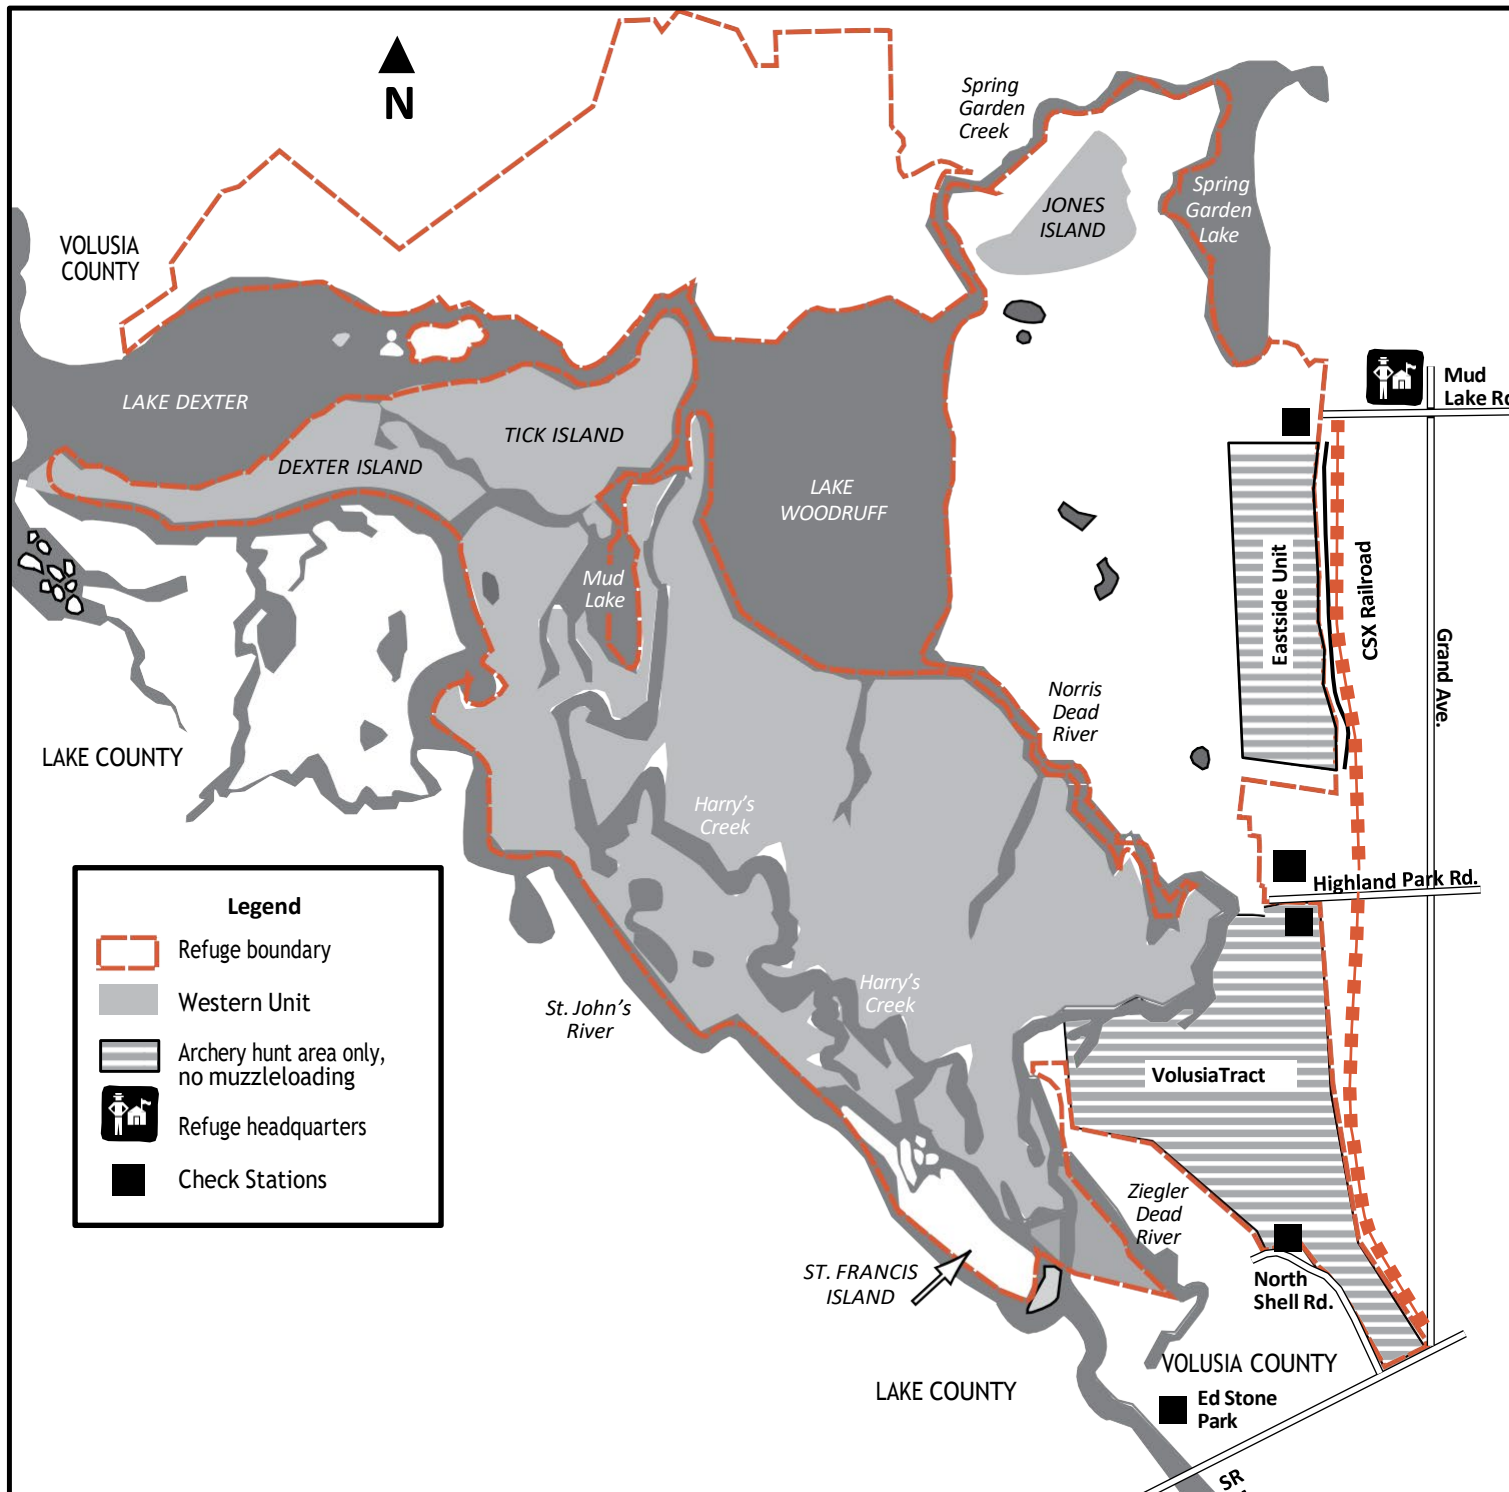 N
Spring
Garden
Creek
JONES
ISLAND
Spring
Garden
Lake
VOLUSIA
COUNTY
Mud
Lake Rd
LAKE DEXTER
TICK ISLAND
DEXTER ISLAND
LAKE
WOODRUFF
Mud
Lake
Eastside Unit
CSX Railroad
Grand Ave.
Norris
Dead
River
LAKE COUNTY
Harry's
Creek
Highland Park Rd.
Legend
Refuge boundary
Western Unit
Archery hunt area only,
no muzzleloading
Refuge headquarters
Check Stations
St. John's
River
Harry's
Creek
VolusiaTract
Ziegler
Dead
River
ST. FRANCIS
ISLAND
North
Shell Rd.
VOLUSIA COUNTY
LAKE COUNTY
Ed Stone
Park
SR